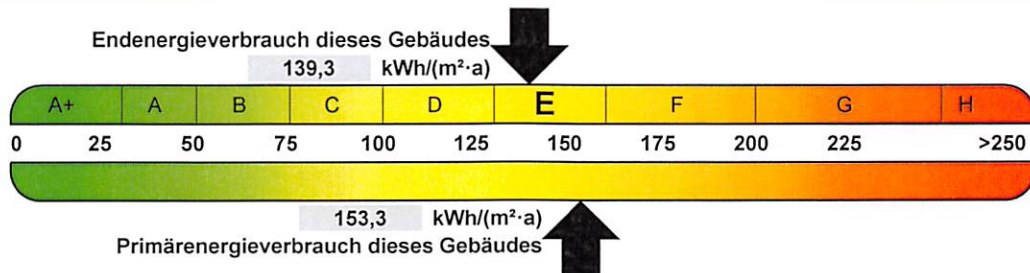 Endenergieverbrauch dieses Gebäudes
139,3 kWh/(m²·a)
A+ A B C D E F G H
0 25 50 75 100 125 150 175 200 225 >250
153,3 kWh/(m²·a)
Primärenergieverbrauch dieses Gebäudes